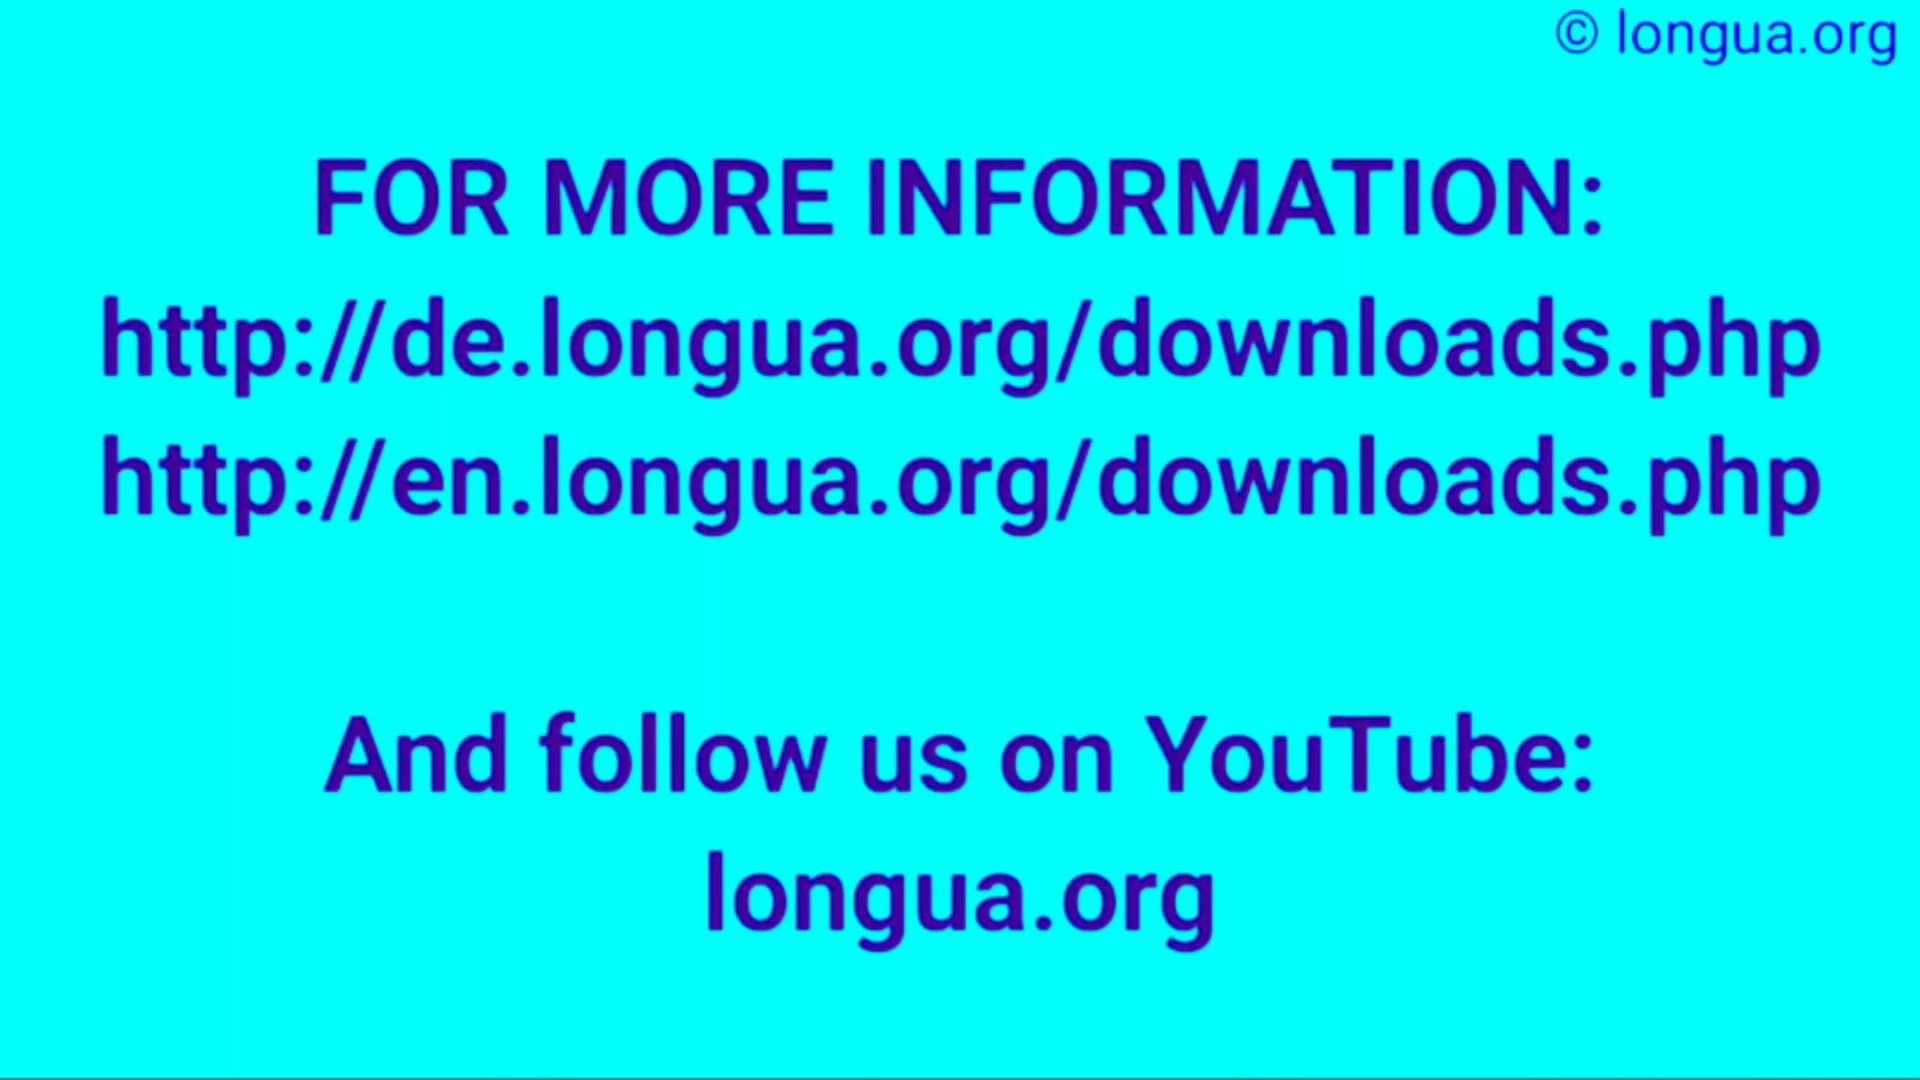 © longua.org
FOR MORE INFORMATION:
http://de.longua.org/downloads.php
http://en.longua.org/downloads.php
And follow us on YouTube:
longua.org